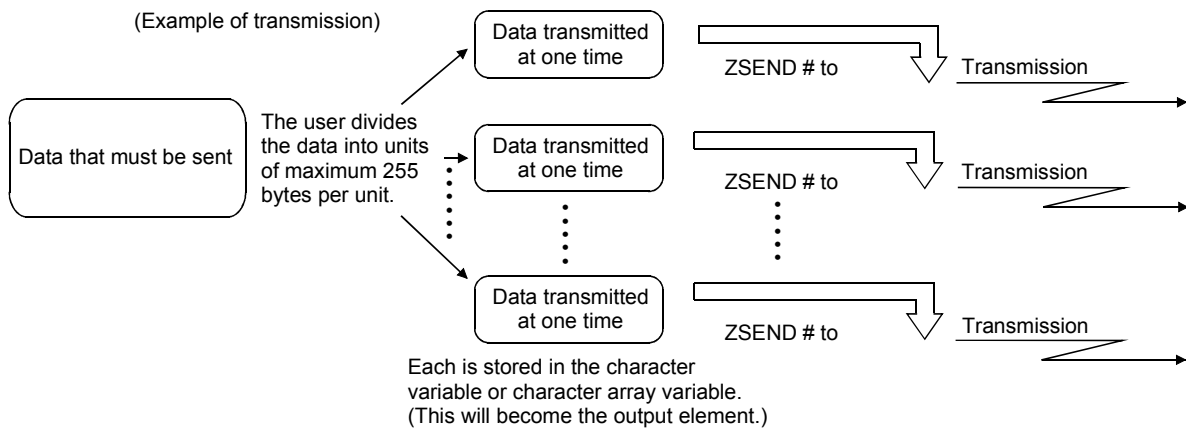 (Example of transmission)
Data transmitted
at one time
ZSEND # to
Transmission
Data that must be sent
The user divides
the data into units
of maximum 255
bytes per unit.
Data transmitted
at one time
ZSEND # to
Transmission
Data transmitted
at one time
ZSEND # to
Transmission
Each is stored in the character
variable or character array variable.
(This will become the output element.)